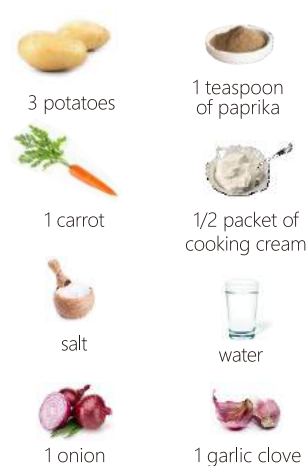 3 potatoes
1 teaspoon
of paprika
1 carrot
1/2 packet of
cooking cream
salt
water
1 onion
1 garlic clove